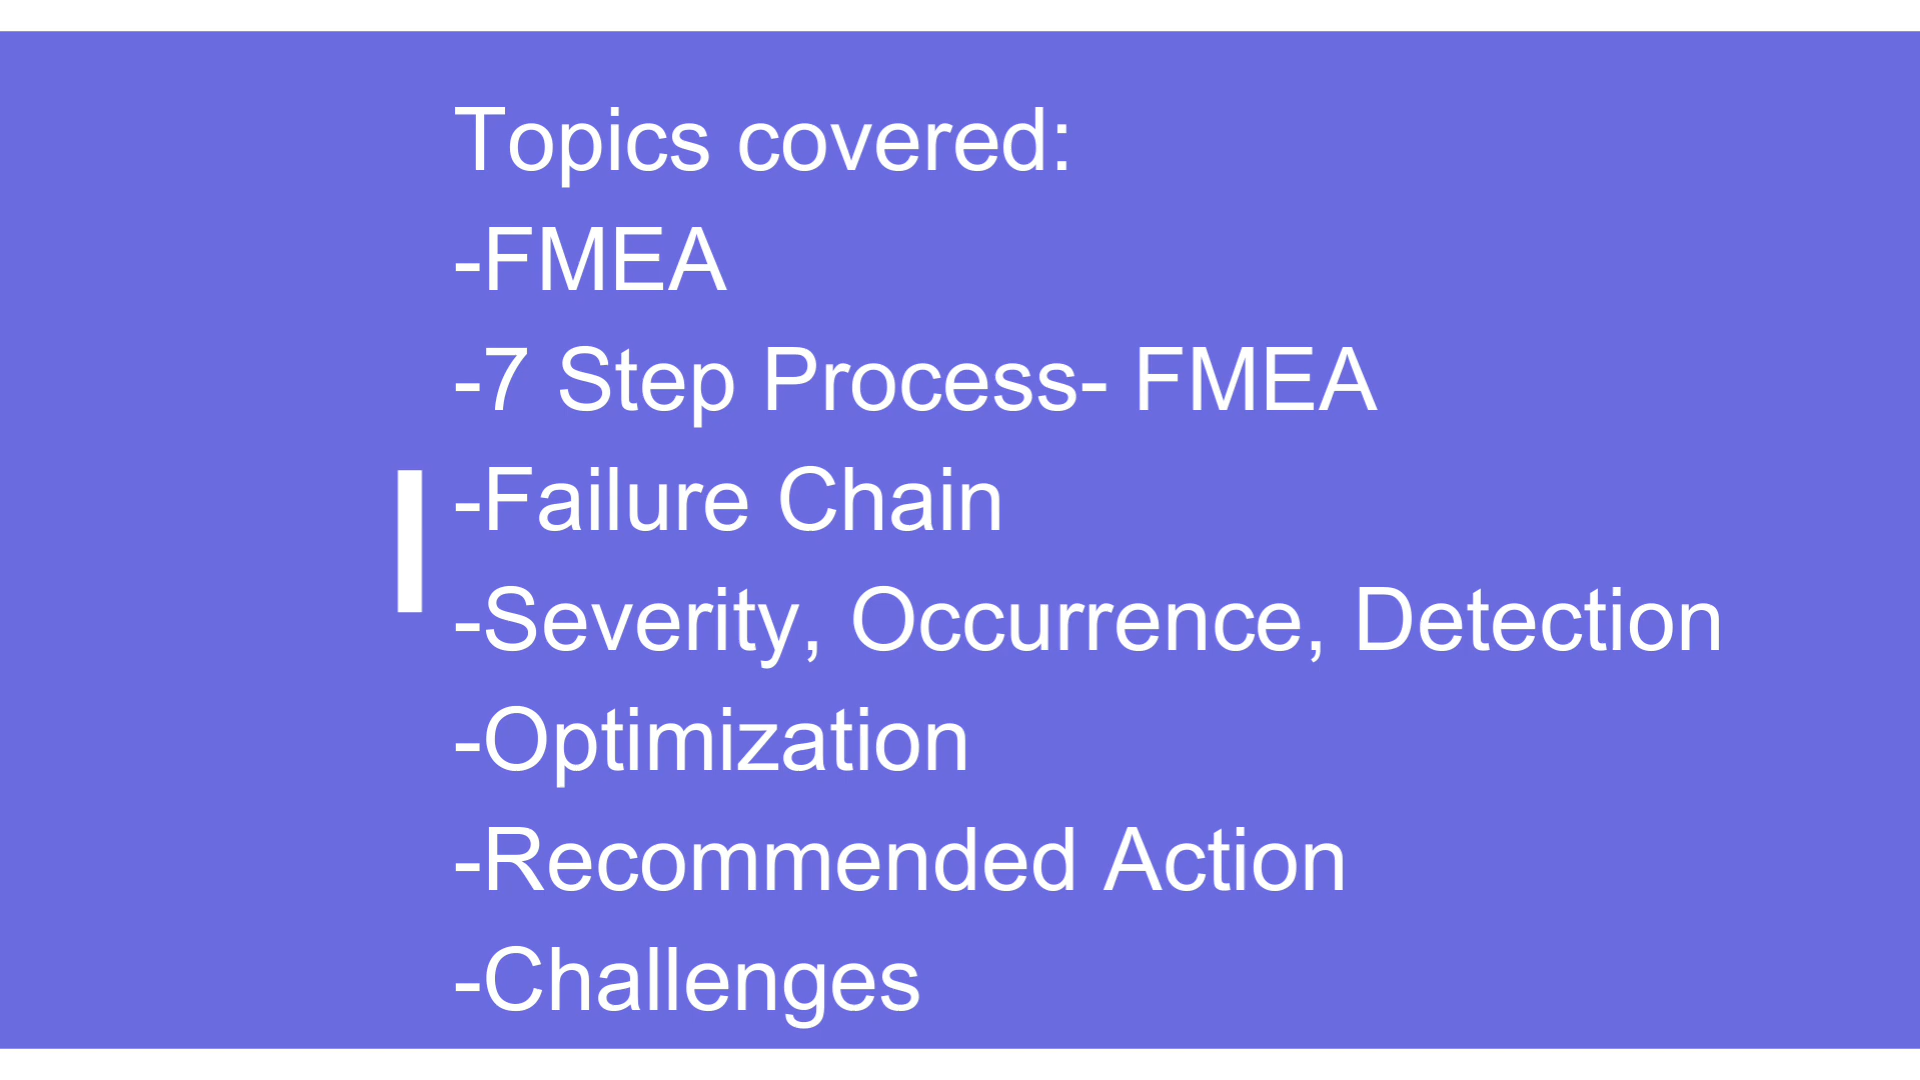 Topics covered:
-FMEA
-7 Step Process- FMEA
-Failure Chain
-Severity, Occurrence, Detection
-Optimization
-Recommended Action
-Challenges